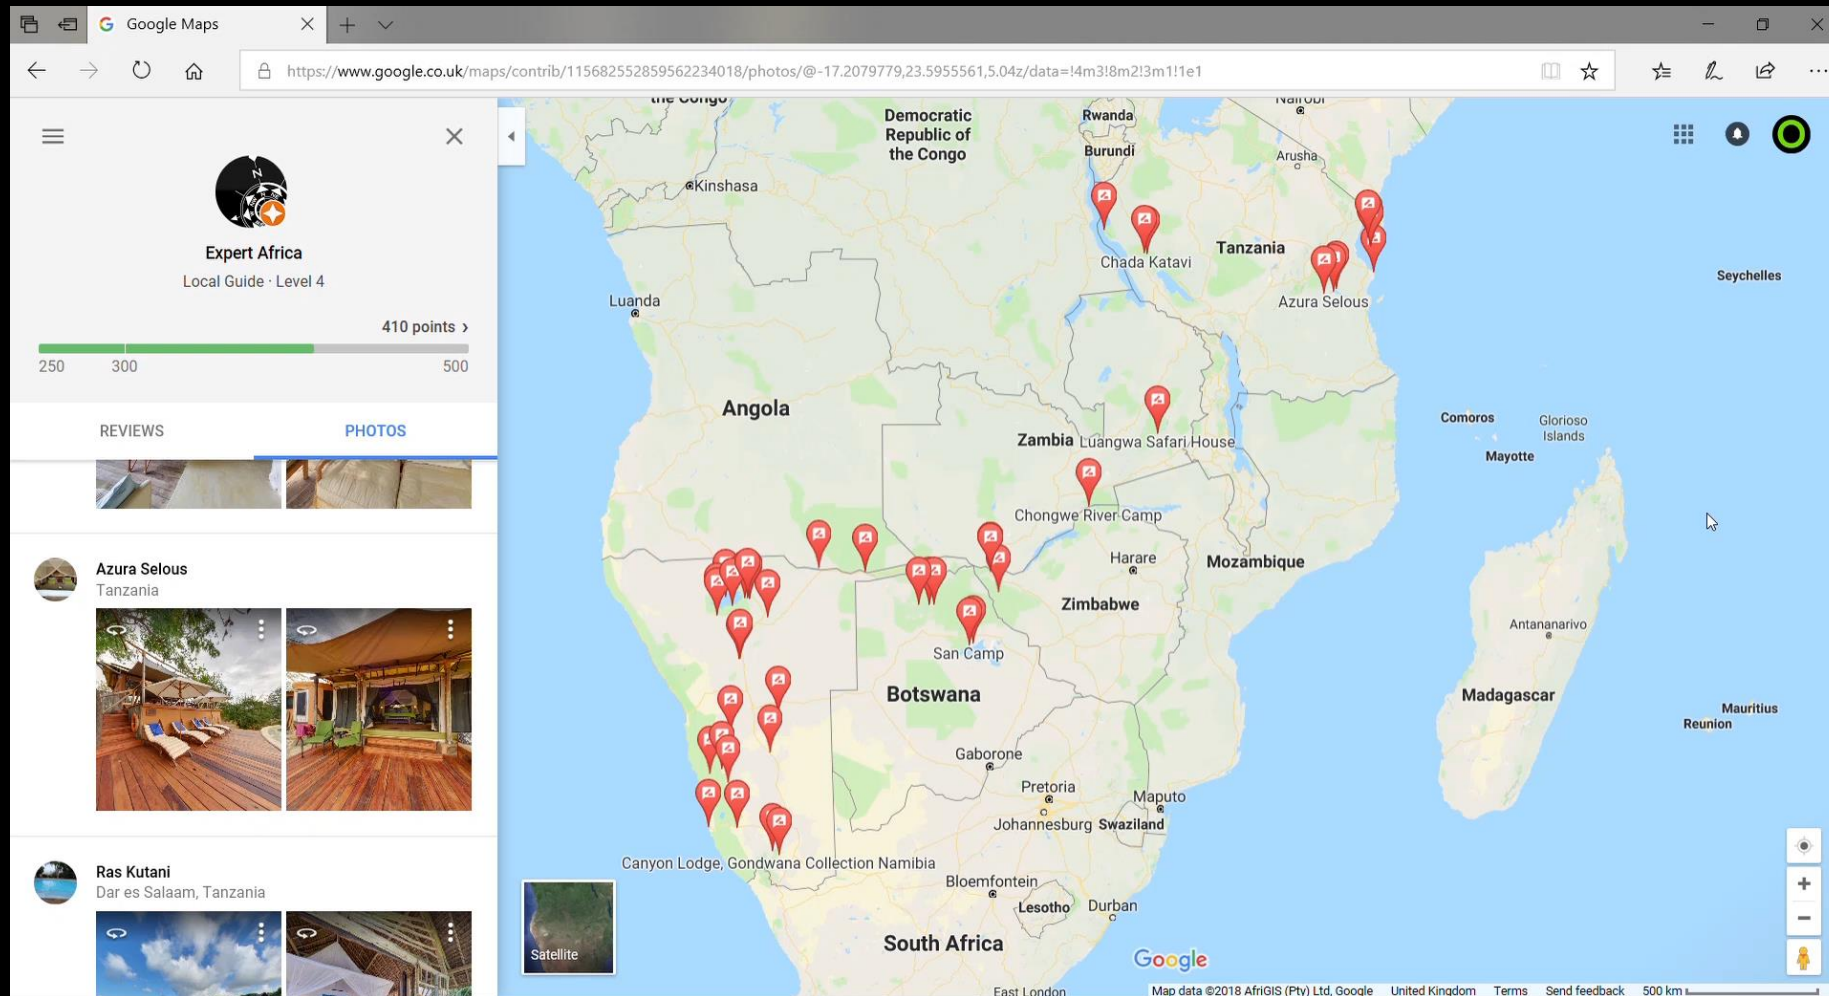 Google Maps
https://www.google.co.uk/maps/contrib/115682552859562234018/photos/@-17.2079779,23.5955561,5.04z/data=!4m3!8m2!3m1!1e1
Expert Africa
Local Guide · Level 4
410 points ›
250 300 500
REVIEWS PHOTOS
Azura Selous
Tanzania
Ras Kutani
Dar es Salaam, Tanzania
the Congo
Democratic
Republic of
the Congo
Rwanda
Burundi
Nairobi
Arusha
Kinshasa
Tanzania
Chada Katavi
Seychelles
Azura Selous
Luanda
Angola
Comoros
Glorioso
Islands
Mayotte
Zambia
Luangwa Safari House
Chongwe River Camp
Harare
Mozambique
Zimbabwe
Antananarivo
San Camp
Botswana
Madagascar
Mauritius
Reunion
Gaborone
Pretoria
Maputo
Johannesburg
Swaziland
Canyon Lodge, Gondwana Collection Namibia
Bloemfontein
Lesotho
Durban
South Africa
Satellite
Google
East London
Map data ©2018 AfriGIS (Pty) Ltd, Google United Kingdom Terms Send feedback 500 km